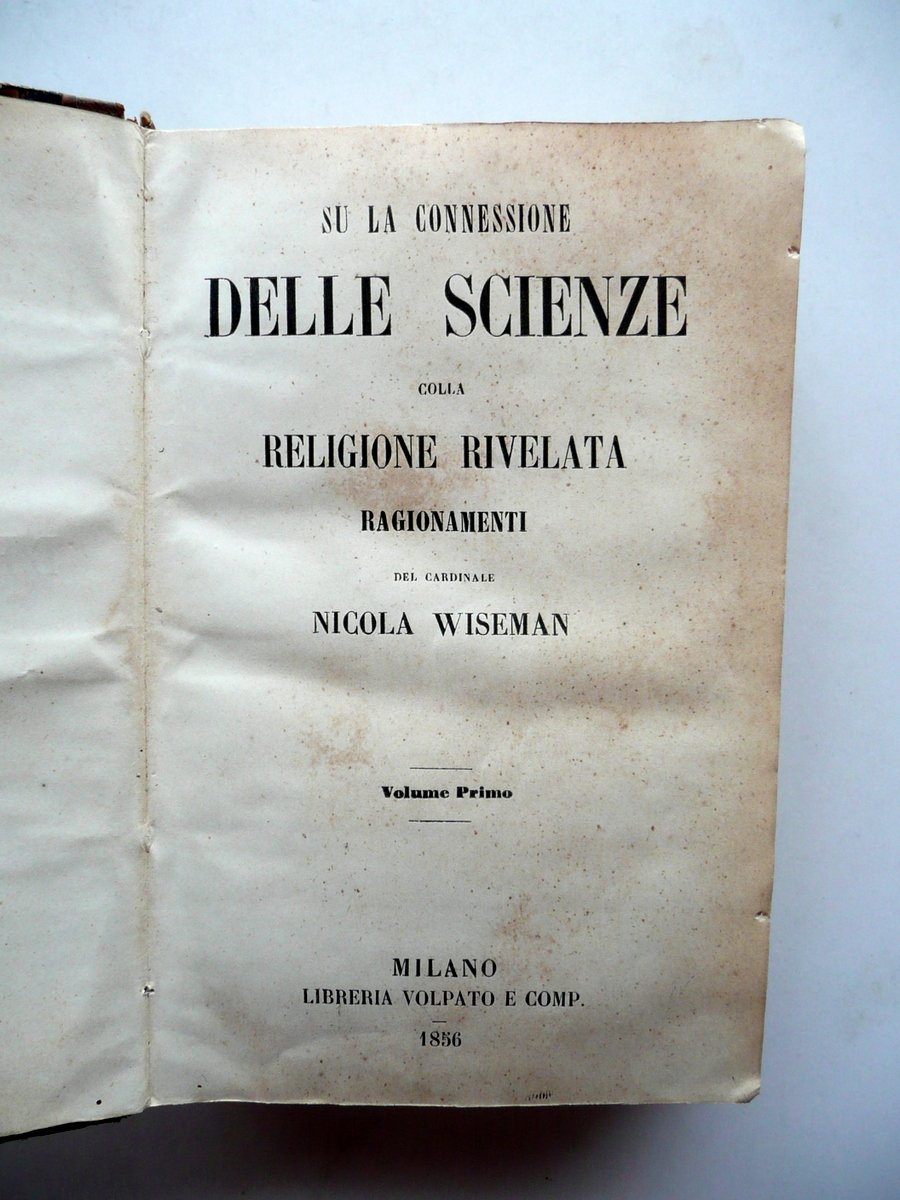 SU LA CONNESSIONE
DELLE SCIENZE
COLLA
RELIGIONE RIVELATA
RAGIONAMENTI
DEL CARDINALE
NICOLA WISEMAN
Volume Primo
MILANO
LIBRERIA VOLPATO E COMP.
1856